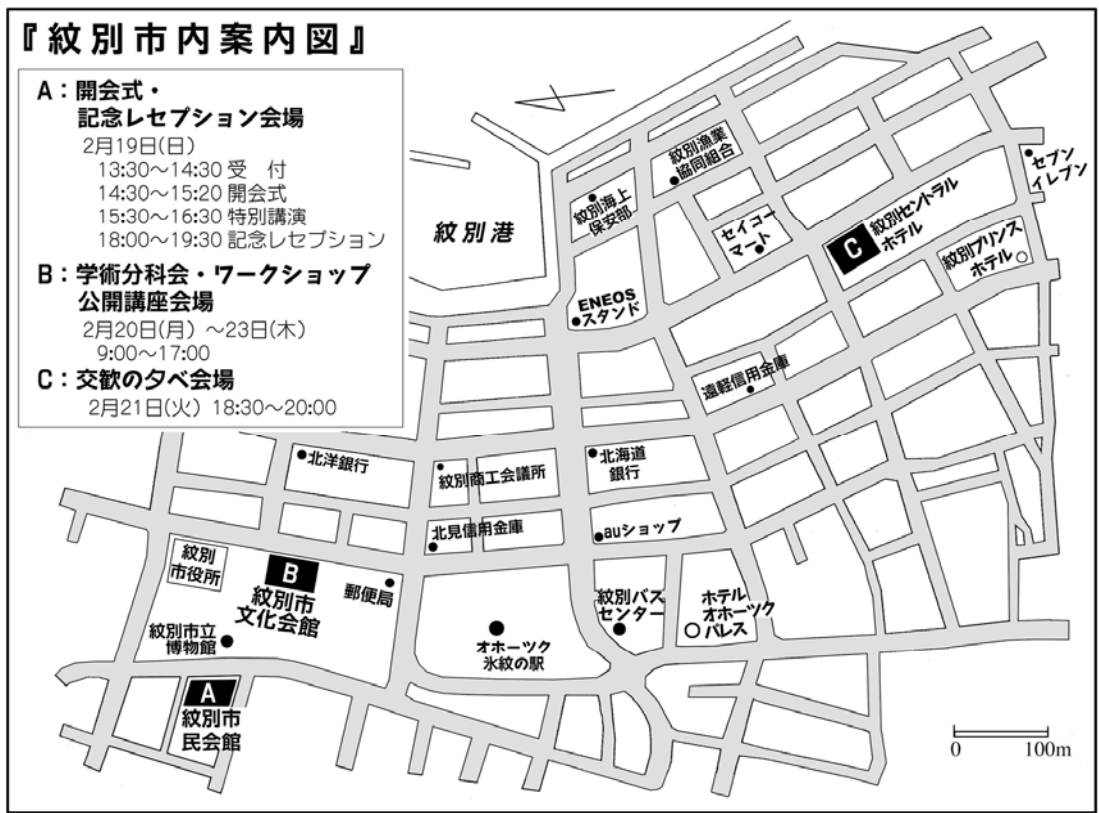 『紋別市内案内図』
A：開会式・
記念レセプション会場
2月19日(日)
13:30～14:30 受　付
14:30～15:20 開会式
15:30～16:30 特別講演
18:00～19:30 記念レセプション
B：学術分科会・ワークショップ
公開講座会場
2月20日(月) ～23日(木)
9:00～17:00
C：交歓の夕べ会場
2月21日(火) 18:30～20:00
紋別港
紋別漁業
協同組合
紋別海上
保安部
セイコー
マート
C
紋別セントラル
ホテル
セブン
イレブン
紋別プリンス
ホテル
ENEOS
スタンド
遠軽信用金庫
北洋銀行
紋別商工会議所
北海道
銀行
北見信用金庫
auショップ
紋別
市役所
B
紋別市
文化会館
郵便局
紋別バス
センター
ホテル
オホーツク
パレス
紋別市立
博物館
オホーツク
氷紋の駅
A
紋別市
民会館
0
100m